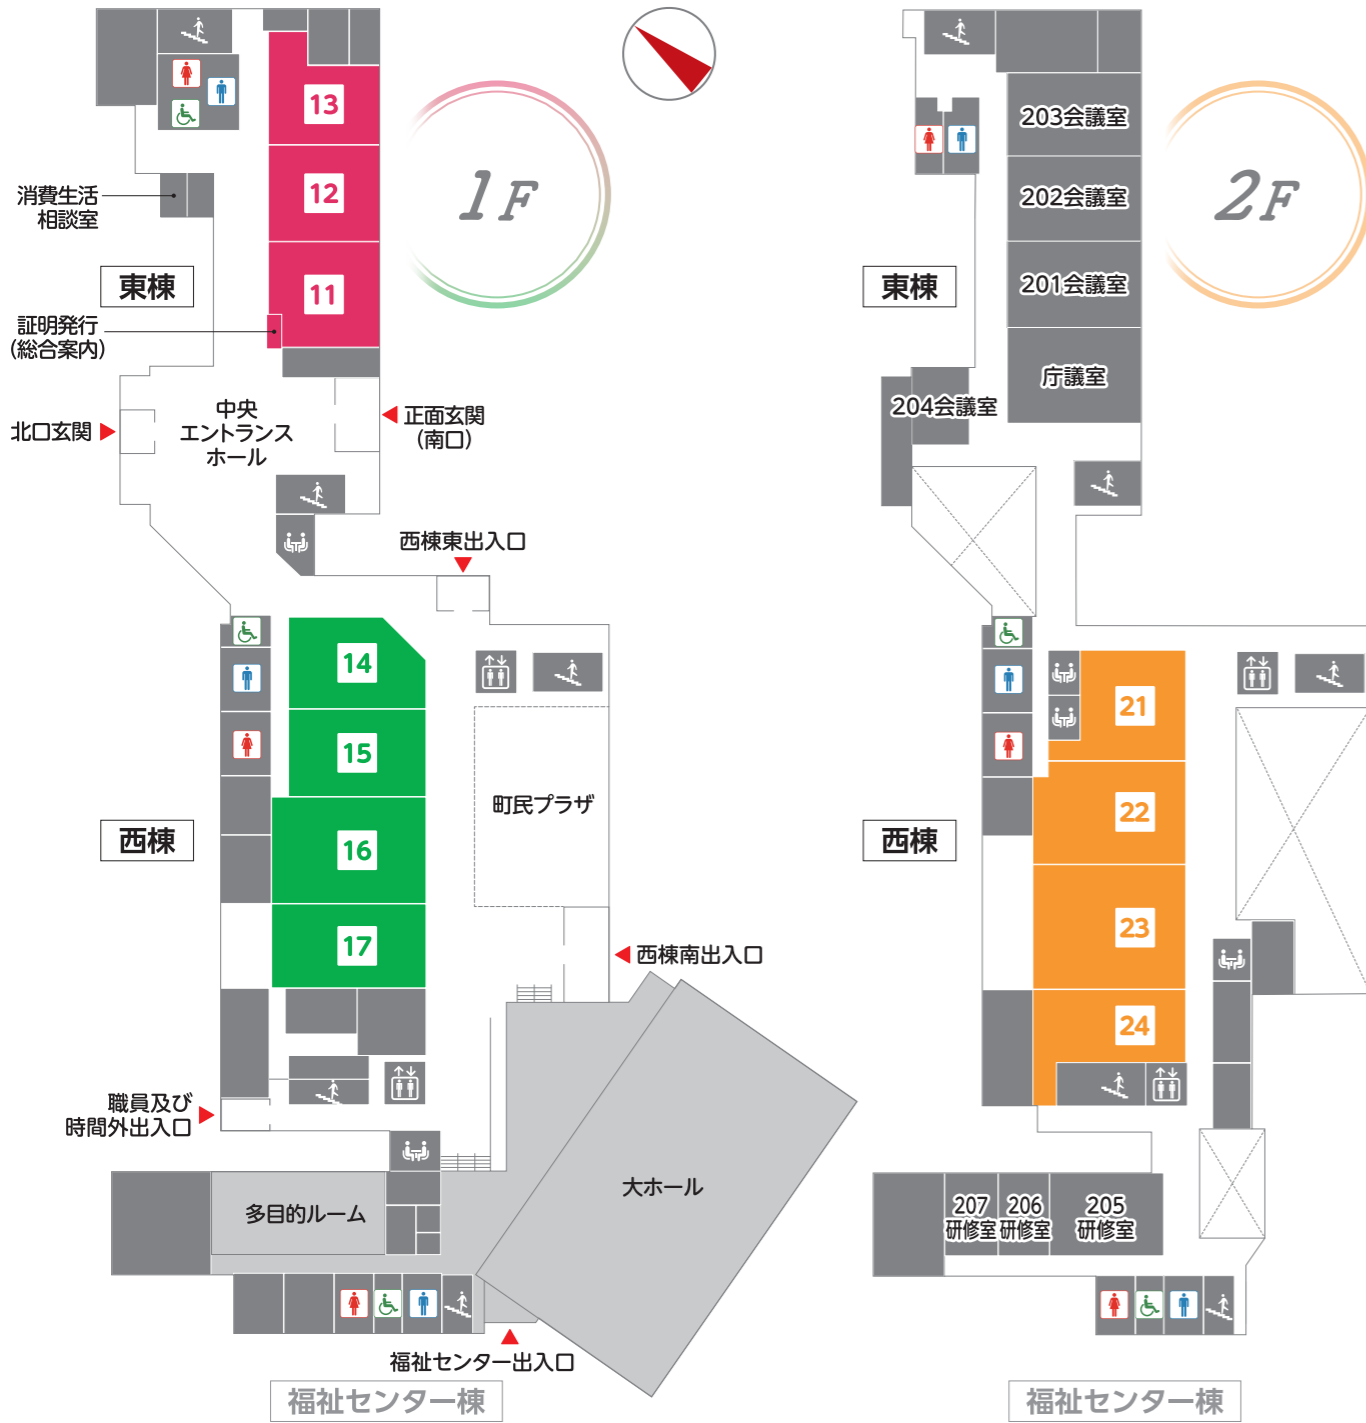 1F
13
12
11
消費生活
相談室
東棟
証明発行
(総合案内)
北口玄関
中央
エントランス
ホール
正面玄関
(南口)
西棟東出入口
14
15
16
17
西棟
町民プラザ
西棟南出入口
職員及び
時間外出入口
多目的ルーム
大ホール
福祉センター出入口
福祉センター棟
2F
203会議室
202会議室
201会議室
庁議室
204会議室
東棟
21
22
23
24
西棟
207
研修室
206
研修室
205
研修室
福祉センター棟